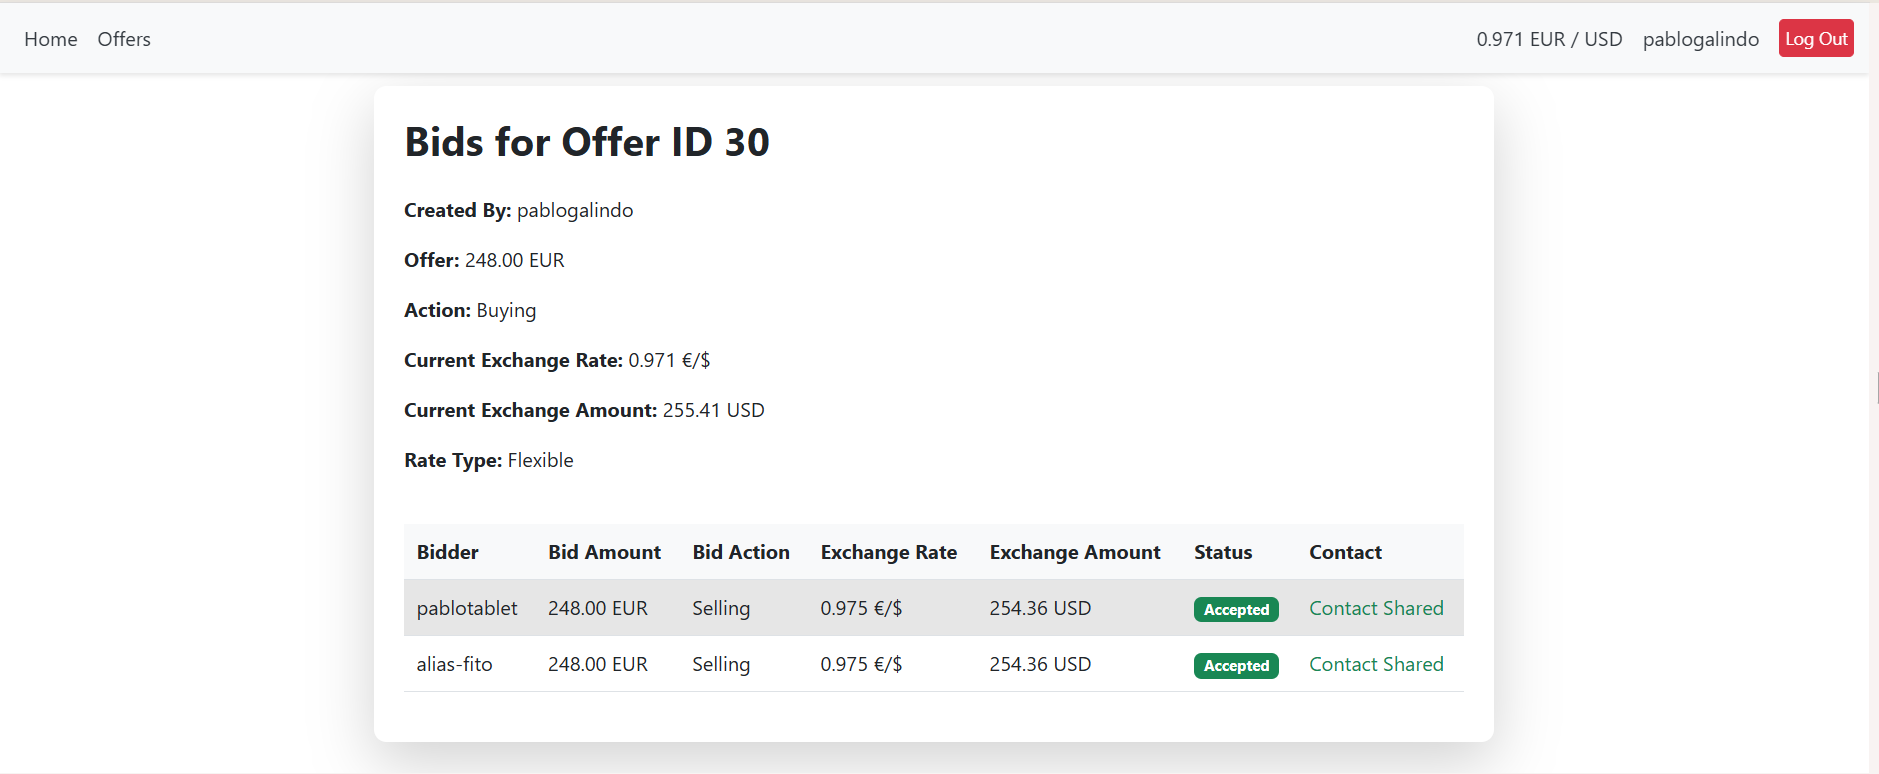 Home Offers 0.971 EUR / USD pablogalindo Log Out
Bids for Offer ID 30
Created By: pablogalindo
Offer: 248.00 EUR
Action: Buying
Current Exchange Rate: 0.971 €/$
Current Exchange Amount: 255.41 USD
Rate Type: Flexible
Bidder Bid Amount Bid Action Exchange Rate Exchange Amount Status Contact
pablotablet 248.00 EUR Selling 0.975 €/$ 254.36 USD Accepted Contact Shared
alias-fito 248.00 EUR Selling 0.975 €/$ 254.36 USD Accepted Contact Shared